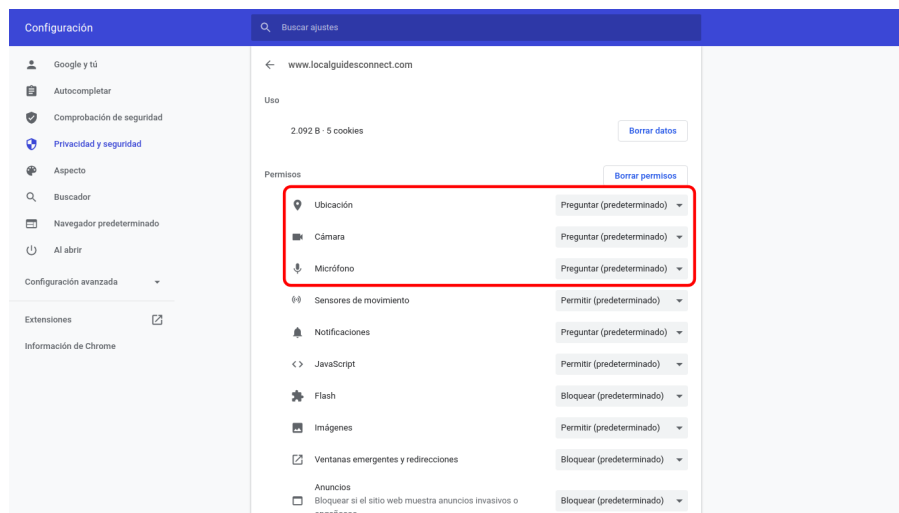 Configuración
Buscar ajustes
Google y tú
Autocompletar
Comprobación de seguridad
Privacidad y seguridad
Aspecto
Buscador
Navegador predeterminado
Al abrir
Configuración avanzada
Extensiones
Información de Chrome
www.localguidesconnect.com
Uso
2.092 B · 5 cookies
Borrar datos
Permisos
Borrar permisos
Ubicación
Preguntar (predeterminado)
Cámara
Preguntar (predeterminado)
Micrófono
Preguntar (predeterminado)
Sensores de movimiento
Permitir (predeterminado)
Notificaciones
Preguntar (predeterminado)
JavaScript
Permitir (predeterminado)
Flash
Bloquear (predeterminado)
Imágenes
Permitir (predeterminado)
Ventanas emergentes y redirecciones
Bloquear (predeterminado)
Anuncios
Bloquear si el sitio web muestra anuncios invasivos o
Bloquear (predeterminado)